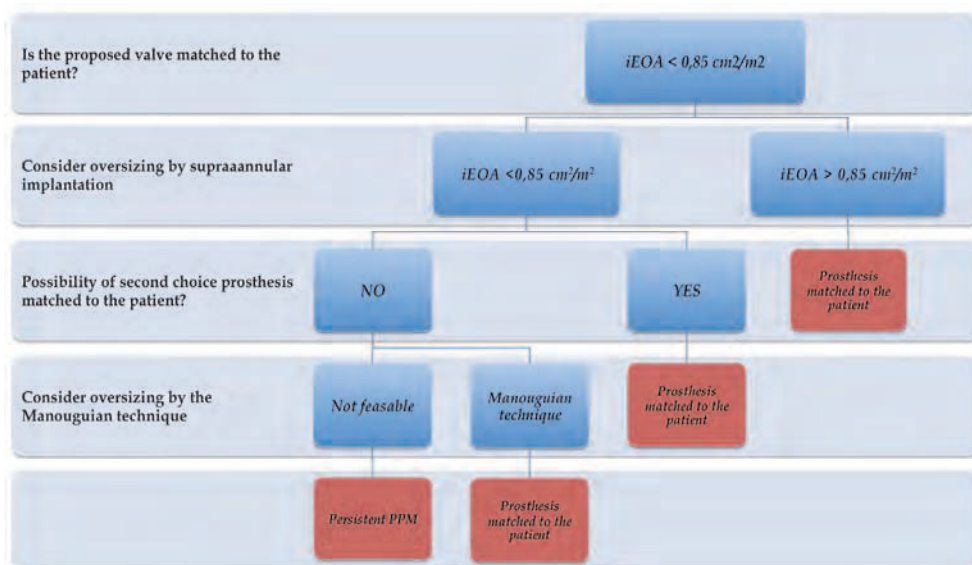 Is the proposed valve matched to the
patient?
iEOA < 0,85 cm2/m2
Consider oversizing by supraaannular
implantation
iEOA <0,85 cm²/m²
iEOA > 0,85 cm²/m²
Possibility of second choice prosthesis
matched to the patient?
NO
YES
Prosthesis
matched to the
patient
Consider oversizing by the
Manouguian technique
Not feasable
Manouguian
technique
Prosthesis
matched to the
patient
Persistent PPM
Prosthesis
matched to the
patient